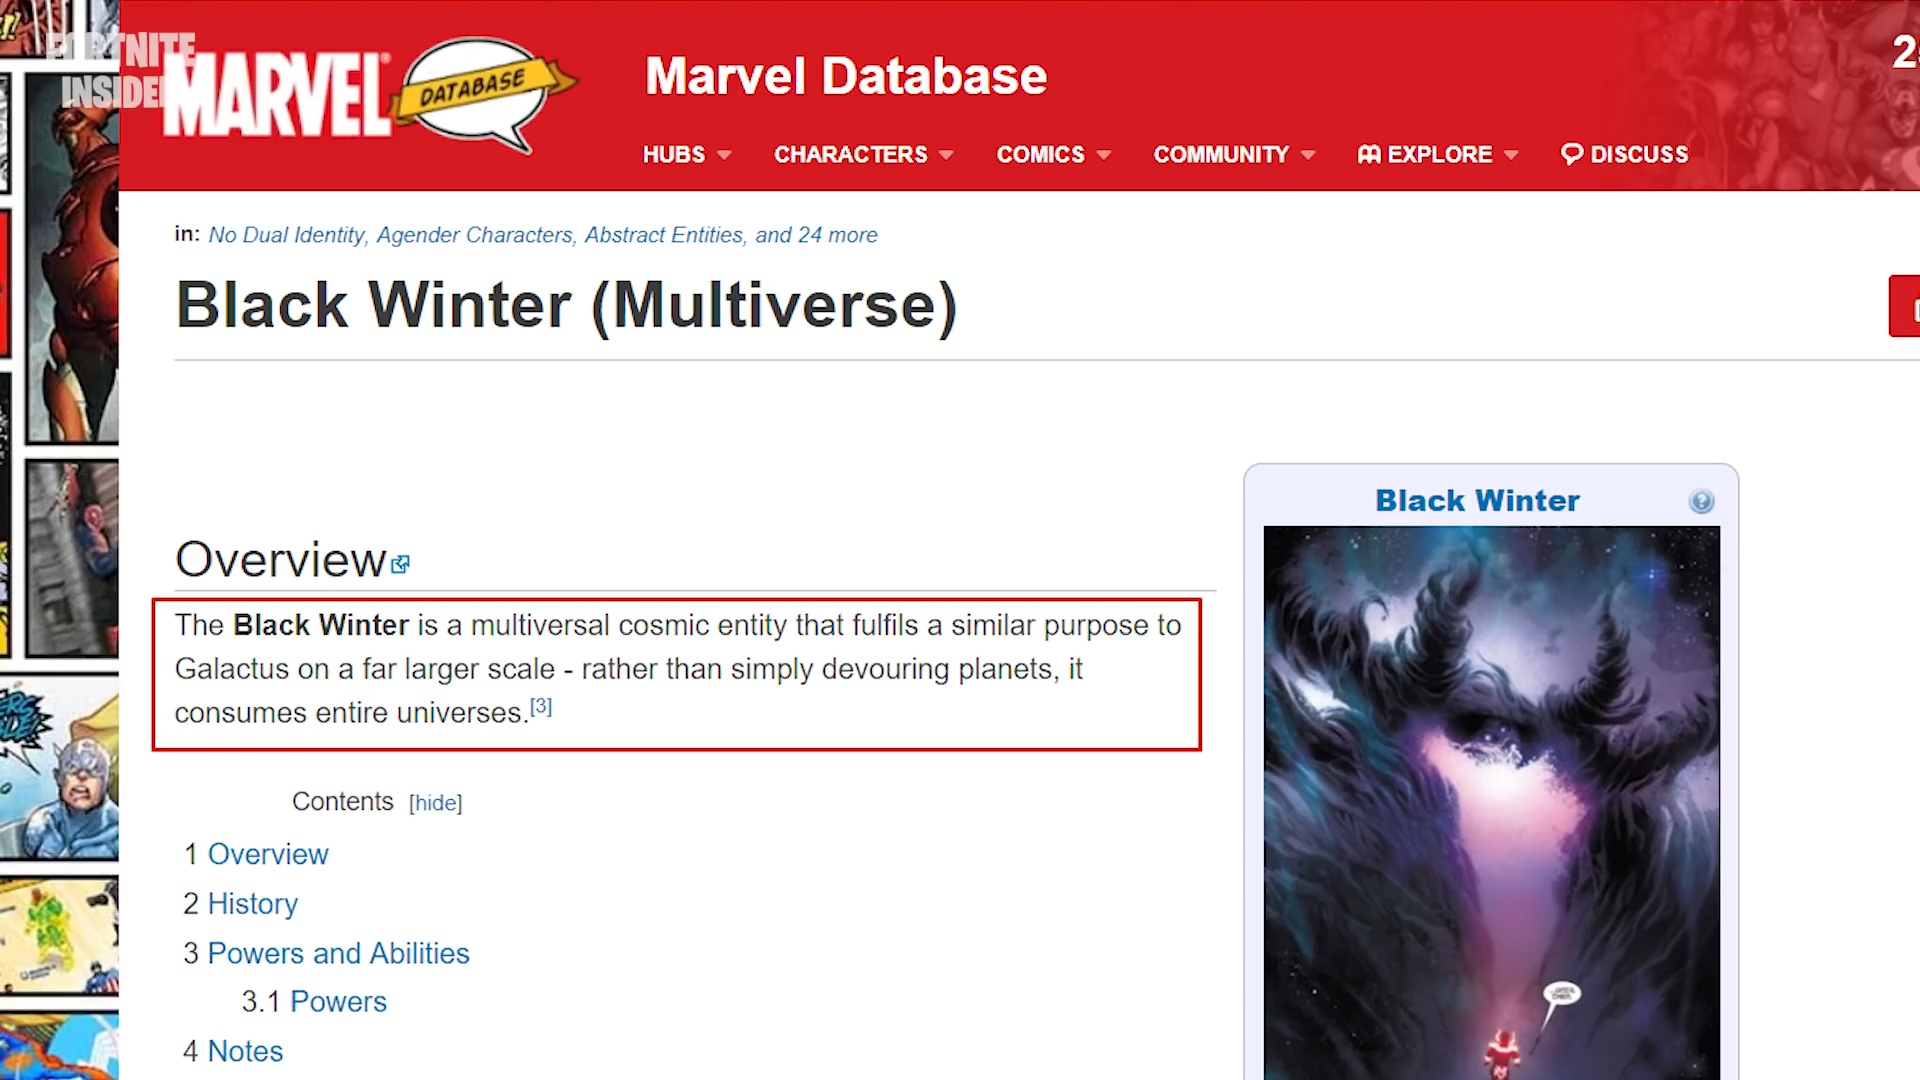 FORTNITE
INSIDER
MARVEL
DATABASE
Marvel Database
HUBS
CHARACTERS
COMICS
COMMUNITY
EXPLORE
DISCUSS
in: No Dual Identity, Agender Characters, Abstract Entities, and 24 more
Black Winter (Multiverse)
Overview
The Black Winter is a multiversal cosmic entity that fulfils a similar purpose to
Galactus on a far larger scale - rather than simply devouring planets, it
consumes entire universes.[3]
Contents [hide]
1 Overview
2 History
3 Powers and Abilities
3.1 Powers
4 Notes
Black Winter